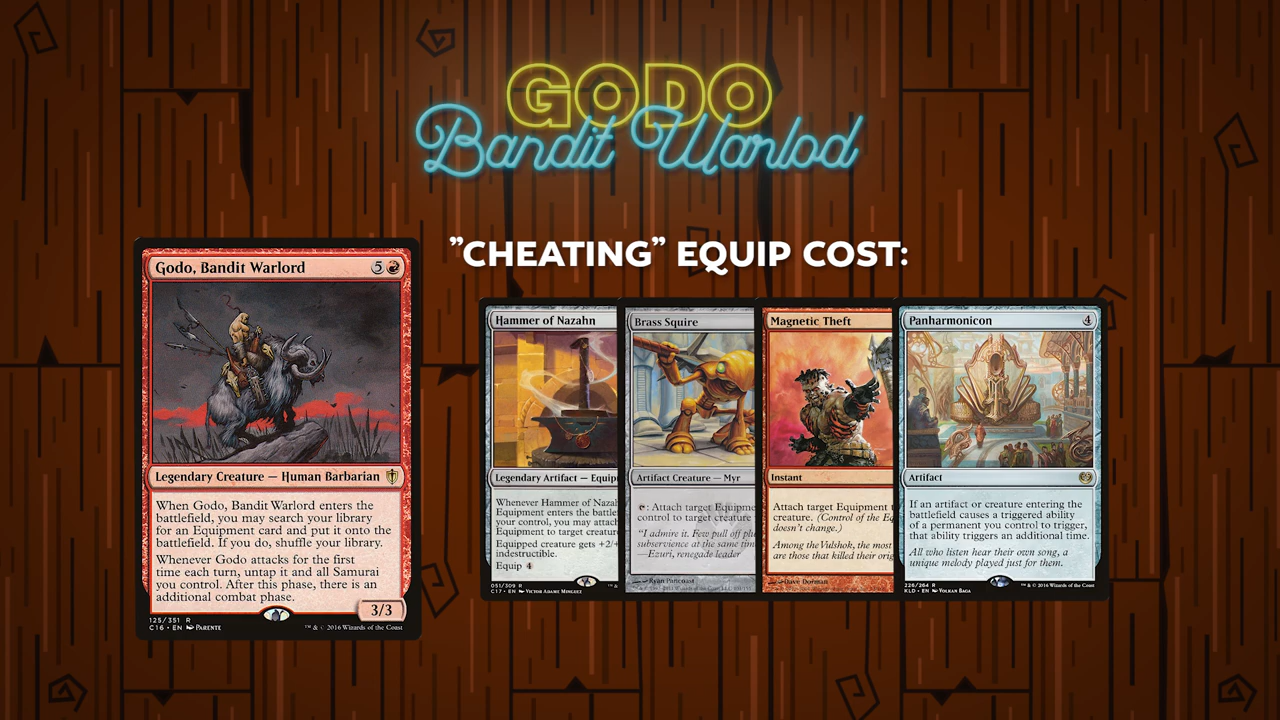 GODO
Bandit Warlod
"CHEATING" EQUIP COST:
Godo, Bandit Warlord 5
Legendary Creature — Human Barbarian
When Godo, Bandit Warlord enters the
battlefield, you may search your library
for an Equipment card and put it onto the
battlefield. If you do, shuffle your library.
Whenever Godo attacks for the first
time each turn, untap it and all Samurai
you control. After this phase, there is an
additional combat phase.
3/3
125/351 R
C16 • EN PARENTE
™ & © 2016 Wizards of the Coast
Hammer of Nazahn
Legendary Artifact — Equip
Whenever Hammer of Nazah
Equipment enters the battle
your control, you may attach
Equipment to target creature
Equipped creature gets +2/+
indestructible.
Equip 4
051/309 R
C17 • EN VICTOR ADAME MINGUEZ
Brass Squire
Artifact Creature — Myr
: Attach target Equipme
control to target creature
"I admire it. Few pull off plu
subservience at the same tim
—Ezuri, renegade leader
Ryan Pancoast
Magnetic Theft
Instant
Attach target Equipment t
creature. (Control of the Eq
doesn't change.)
Among the Vulshok, the most
are those that killed their orig
Dave Dorman
Panharmonicon 4
Artifact
If an artifact or creature entering the
battlefield causes a triggered ability
of a permanent you control to trigger,
that ability triggers an additional time.
All who listen hear their own song, a
unique melody played just for them.
226/264 R
KLD • EN VOLKAN BAGA
™ & © 2016 Wizards of the Coast